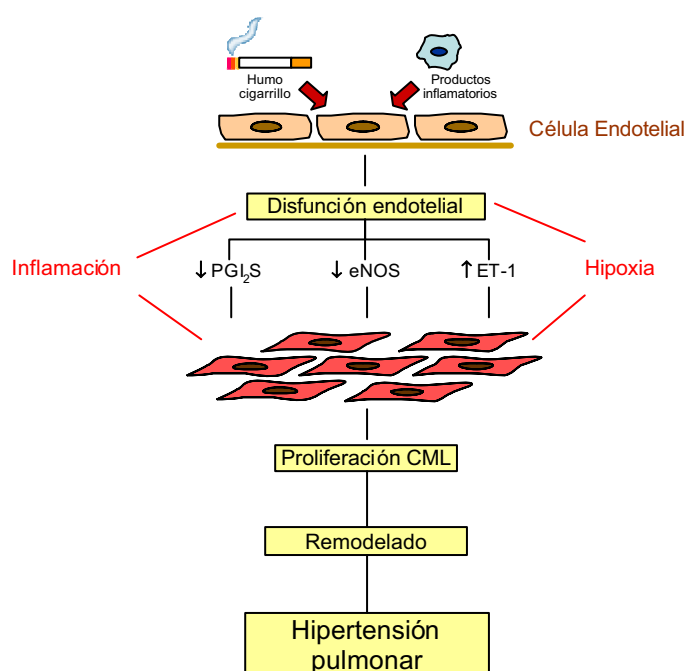 Humo
cigarrillo
Productos
inflamatorios
Célula Endotelial
Disfunción endotelial
Inflamación
↓ PGI₂S
↓ eNOS
↑ ET-1
Hipoxia
Proliferación CML
Remodelado
Hipertensión
pulmonar